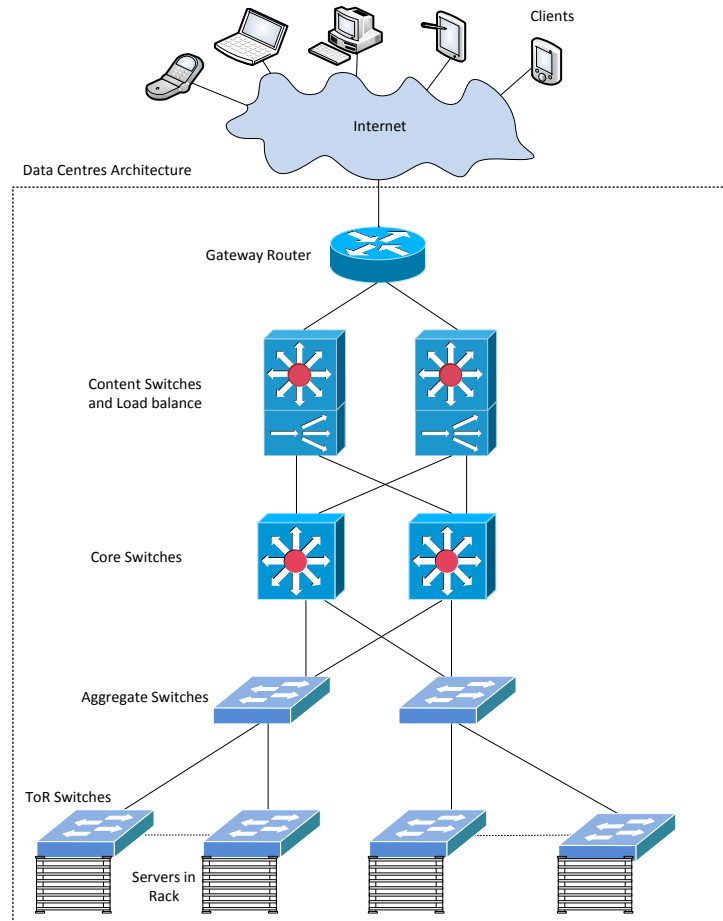 Clients
Internet
Data Centres Architecture
Gateway Router
Content Switches
and Load balance
Core Switches
Aggregate Switches
ToR Switches
Servers in
Rack